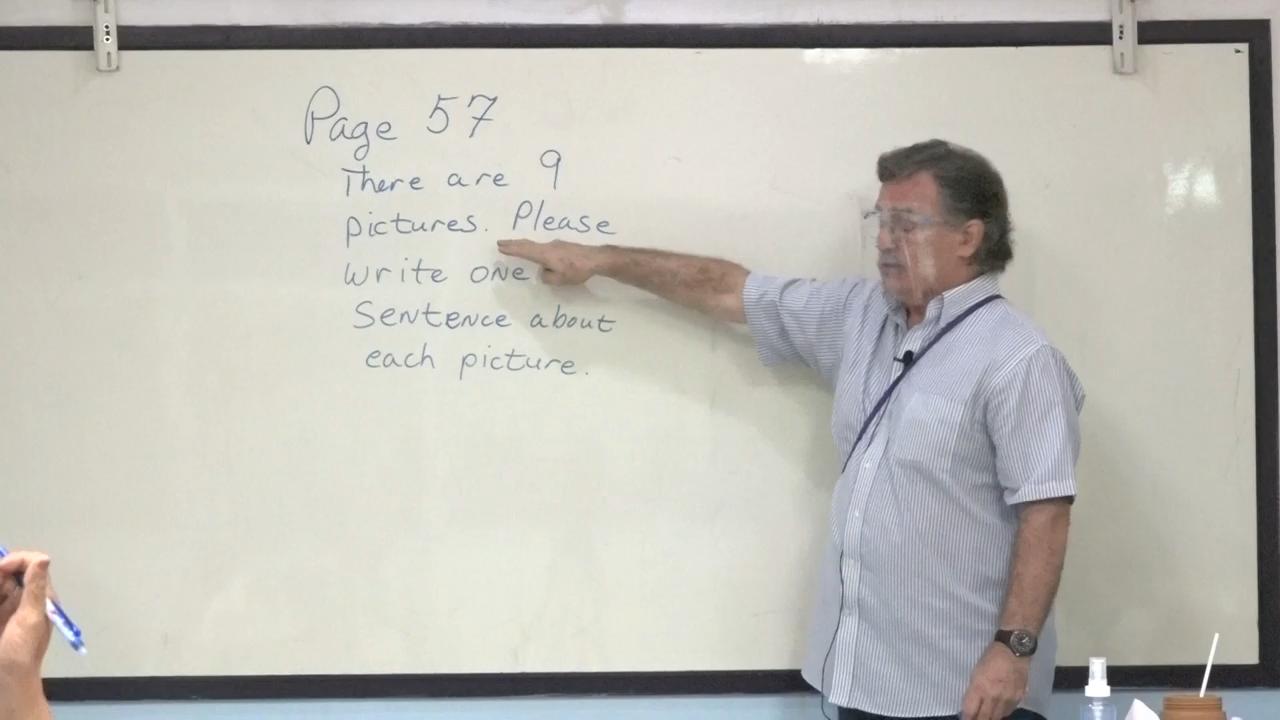 Page 57
There are 9
pictures. Please
write one
Sentence about
each picture.